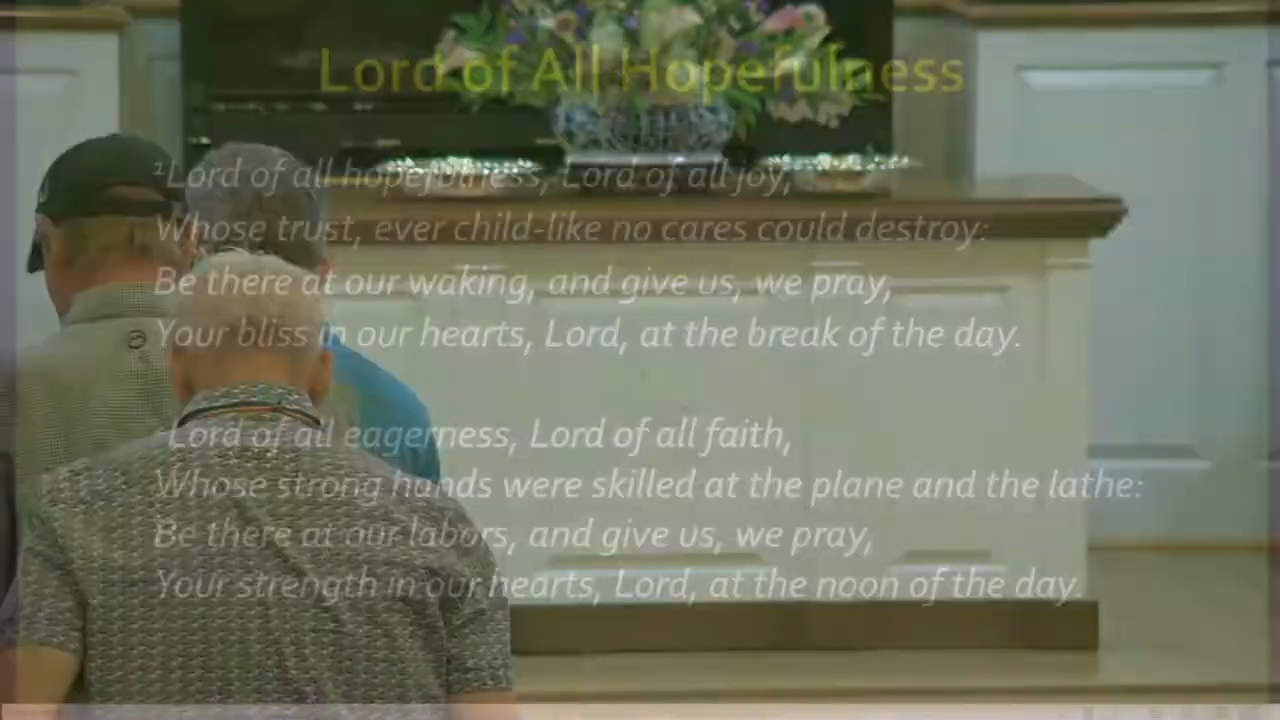 Lord of All Hopefulness
¹Lord of all hopefulness, Lord of all joy,
Whose trust, ever child-like no cares could destroy:
Be there at our waking, and give us, we pray,
Your bliss in our hearts, Lord, at the break of the day.
Lord of all eagerness, Lord of all faith,
Whose strong hands were skilled at the plane and the lathe:
Be there at our labors, and give us, we pray,
Your strength in our hearts, Lord, at the noon of the day.